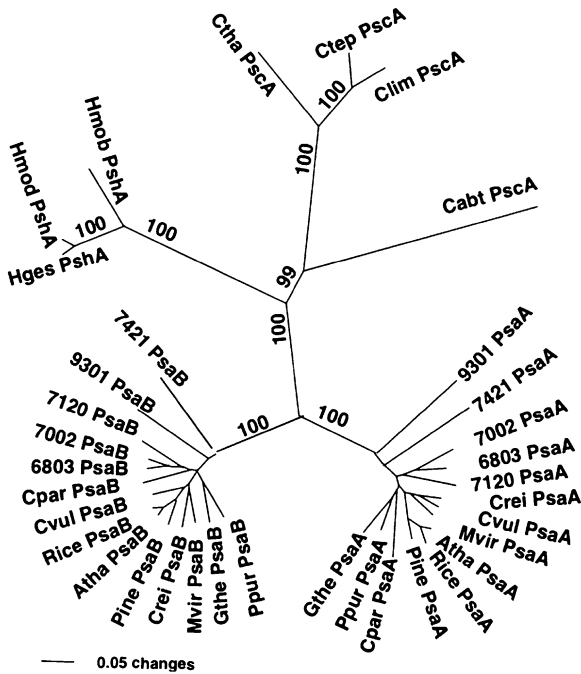 Ctha PscA
Ctep PscA
Clim PscA
100
100
Hmob PshA
Hmod PshA
100
100
Hges PshA
Cabt PscA
99
100
7421 PsaB
9301 PsaB
7120 PsaB
7002 PsaB
6803 PsaB
Cpar PsaB
Cvul PsaB
Rice PsaB
Atha PsaB
Pine PsaB
Crei PsaB
Mvir PsaB
Gthe PsaB
Ppur PsaB
100
100
9301 PsaA
7421 PsaA
7002 PsaA
6803 PsaA
7120 PsaA
Crei PsaA
Cvul PsaA
Mvir PsaA
Atha PsaA
Rice PsaA
Pine PsaA
Cpar PsaA
Ppur PsaA
Gthe PsaA
0.05 changes